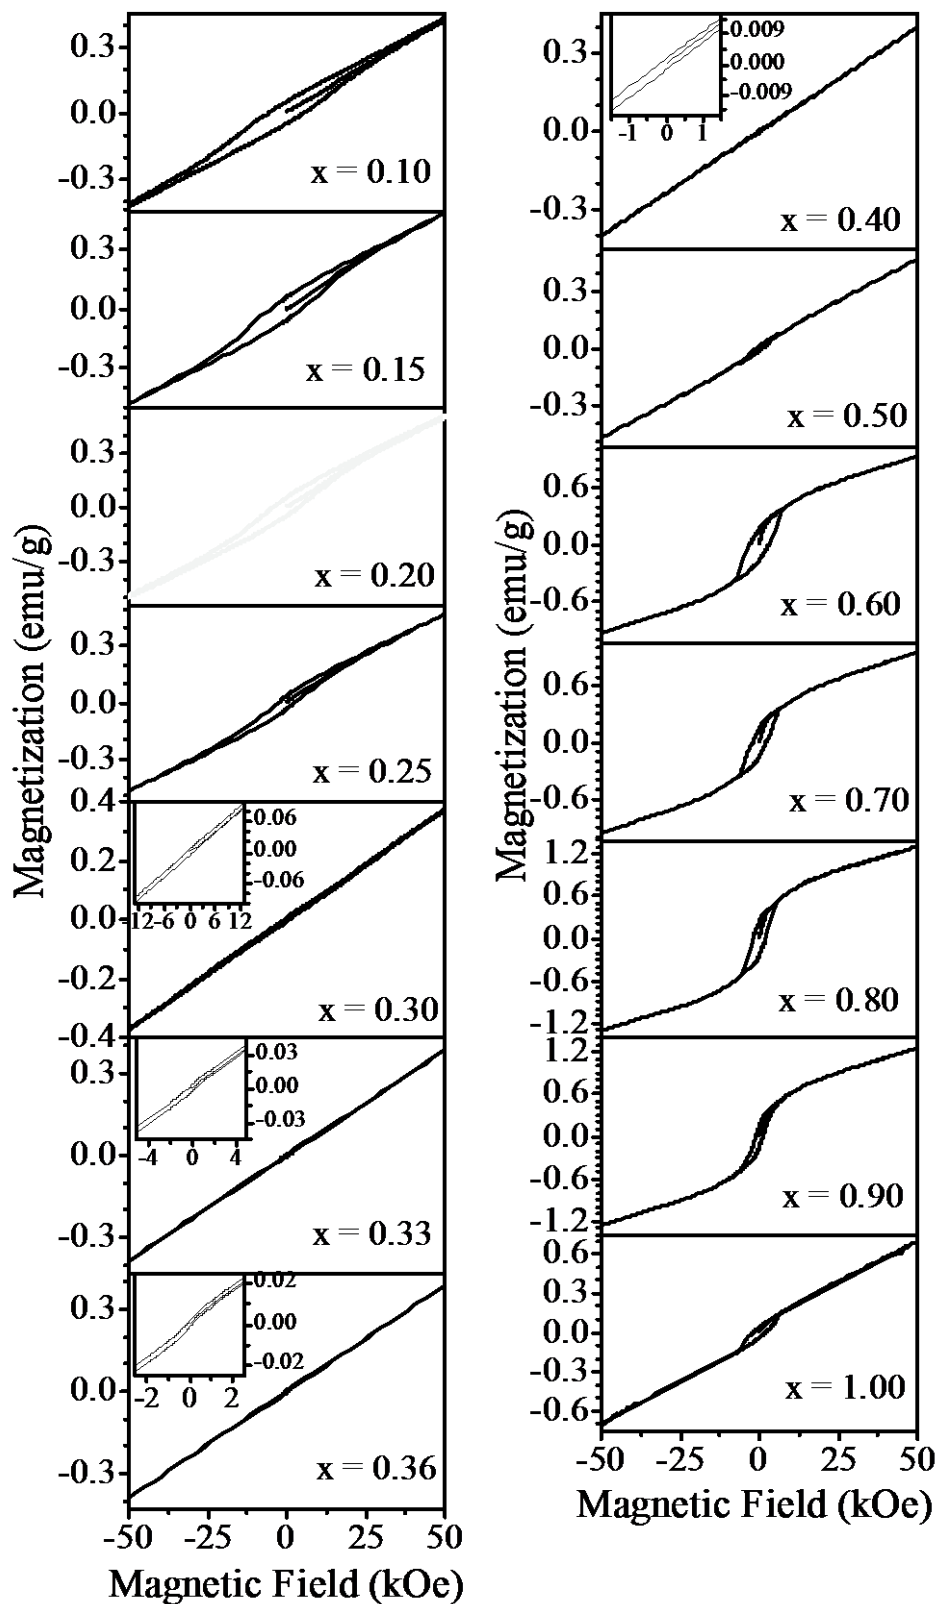 0.3
0.0
-0.3
x = 0.10
0.3
0.0
-0.3
x = 0.15
0.3
0.0
-0.3
x = 0.20
0.3
0.0
-0.3
x = 0.25
0.4
0.2
0.0
-0.2
-0.4
0.06
0.00
-0.06
-12 -6 0 6 12
x = 0.30
0.3
0.0
-0.3
0.03
0.00
-0.03
-4 0 4
x = 0.33
0.3
0.0
-0.3
0.02
0.00
-0.02
-2 0 2
x = 0.36
-50 -25 0 25 50
Magnetic Field (kOe)
Magnetization (emu/g)
0.3
0.0
-0.3
0.009
0.000
-0.009
-1 0 1
x = 0.40
0.3
0.0
-0.3
x = 0.50
0.6
0.0
-0.6
x = 0.60
0.6
0.0
-0.6
x = 0.70
1.2
0.6
0.0
-0.6
-1.2
x = 0.80
1.2
0.6
0.0
-0.6
-1.2
x = 0.90
0.6
0.3
0.0
-0.3
-0.6
x = 1.00
-50 -25 0 25 50
Magnetic Field (kOe)
Magnetization (emu/g)